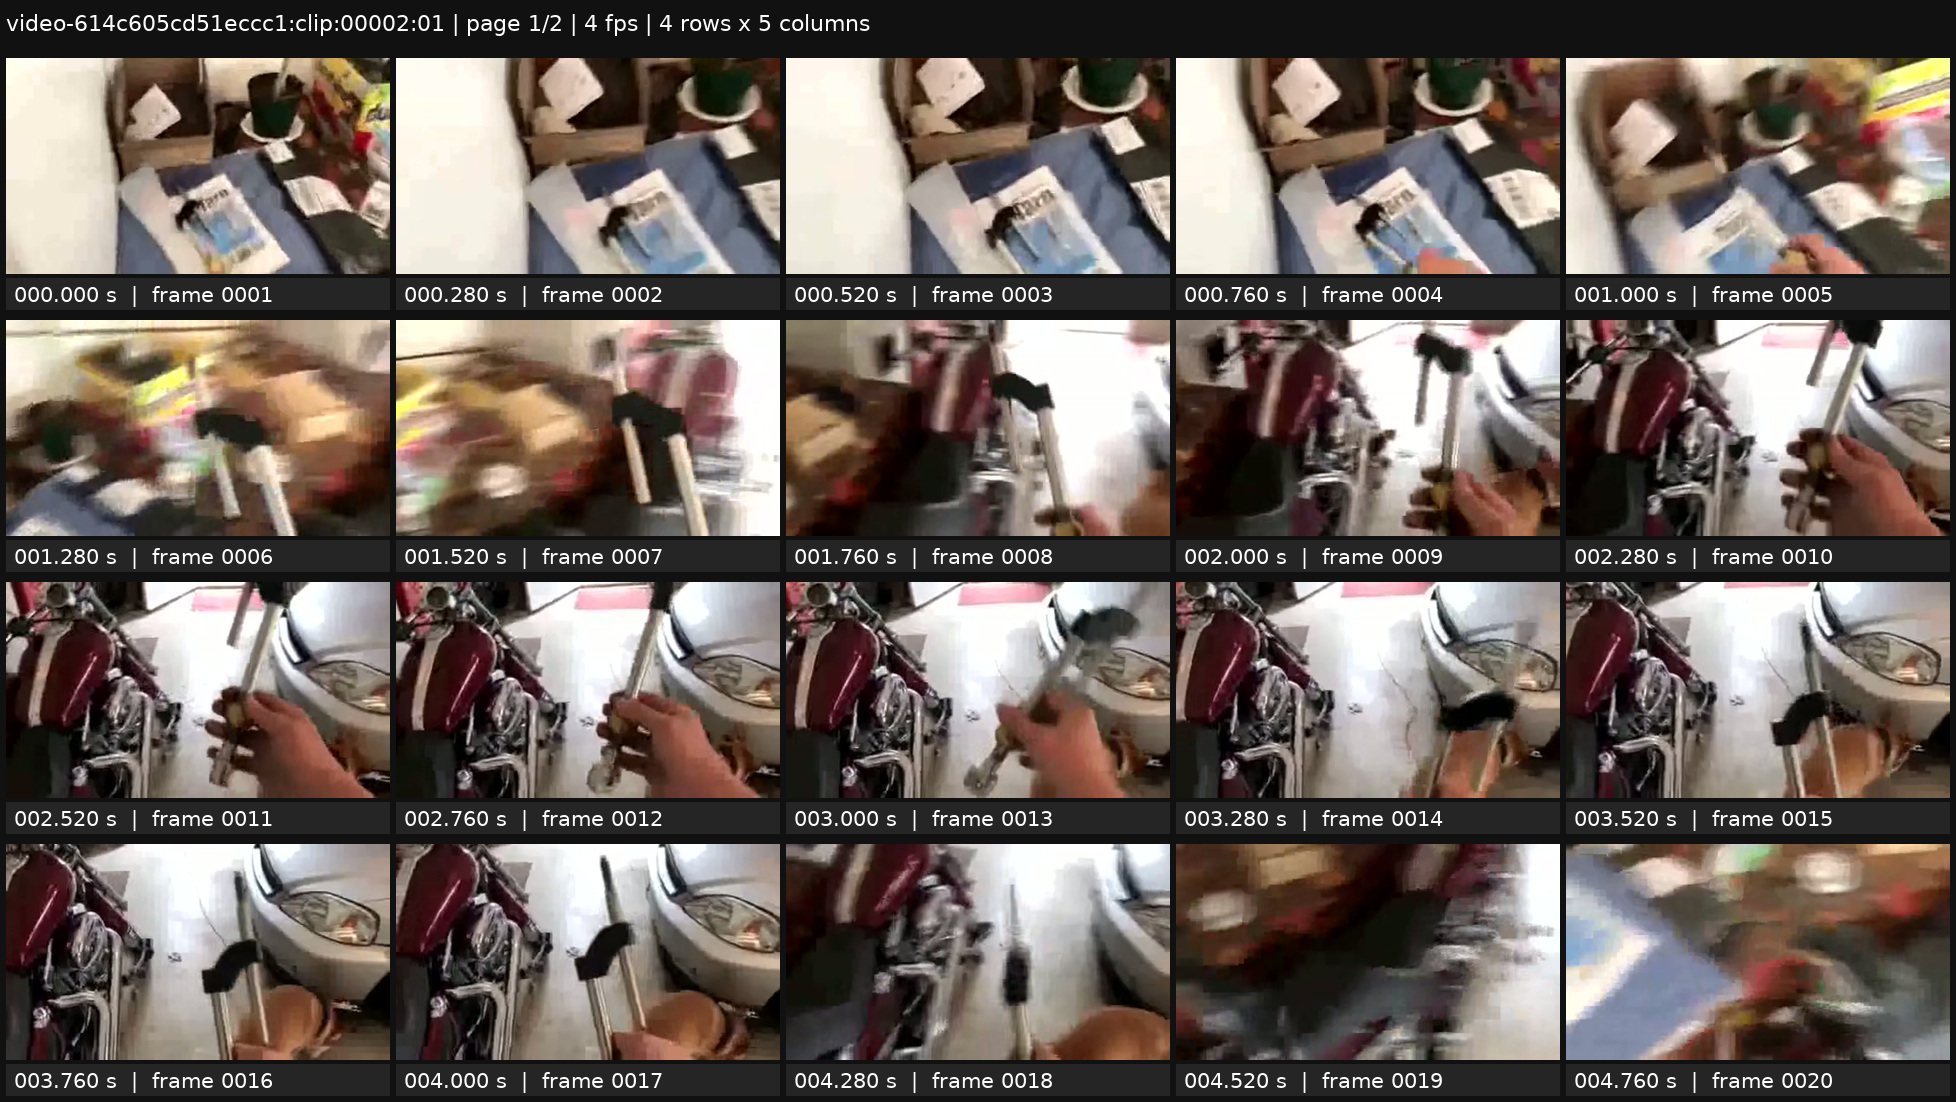 video-614c605cd51eccc1:clip:00002:01 | page 1/2 | 4 fps | 4 rows x 5 columns
000.000 s | frame 0001
000.280 s | frame 0002
000.520 s | frame 0003
000.760 s | frame 0004
001.000 s | frame 0005
001.280 s | frame 0006
001.520 s | frame 0007
001.760 s | frame 0008
002.000 s | frame 0009
002.280 s | frame 0010
002.520 s | frame 0011
002.760 s | frame 0012
003.000 s | frame 0013
003.280 s | frame 0014
003.520 s | frame 0015
003.760 s | frame 0016
004.000 s | frame 0017
004.280 s | frame 0018
004.520 s | frame 0019
004.760 s | frame 0020